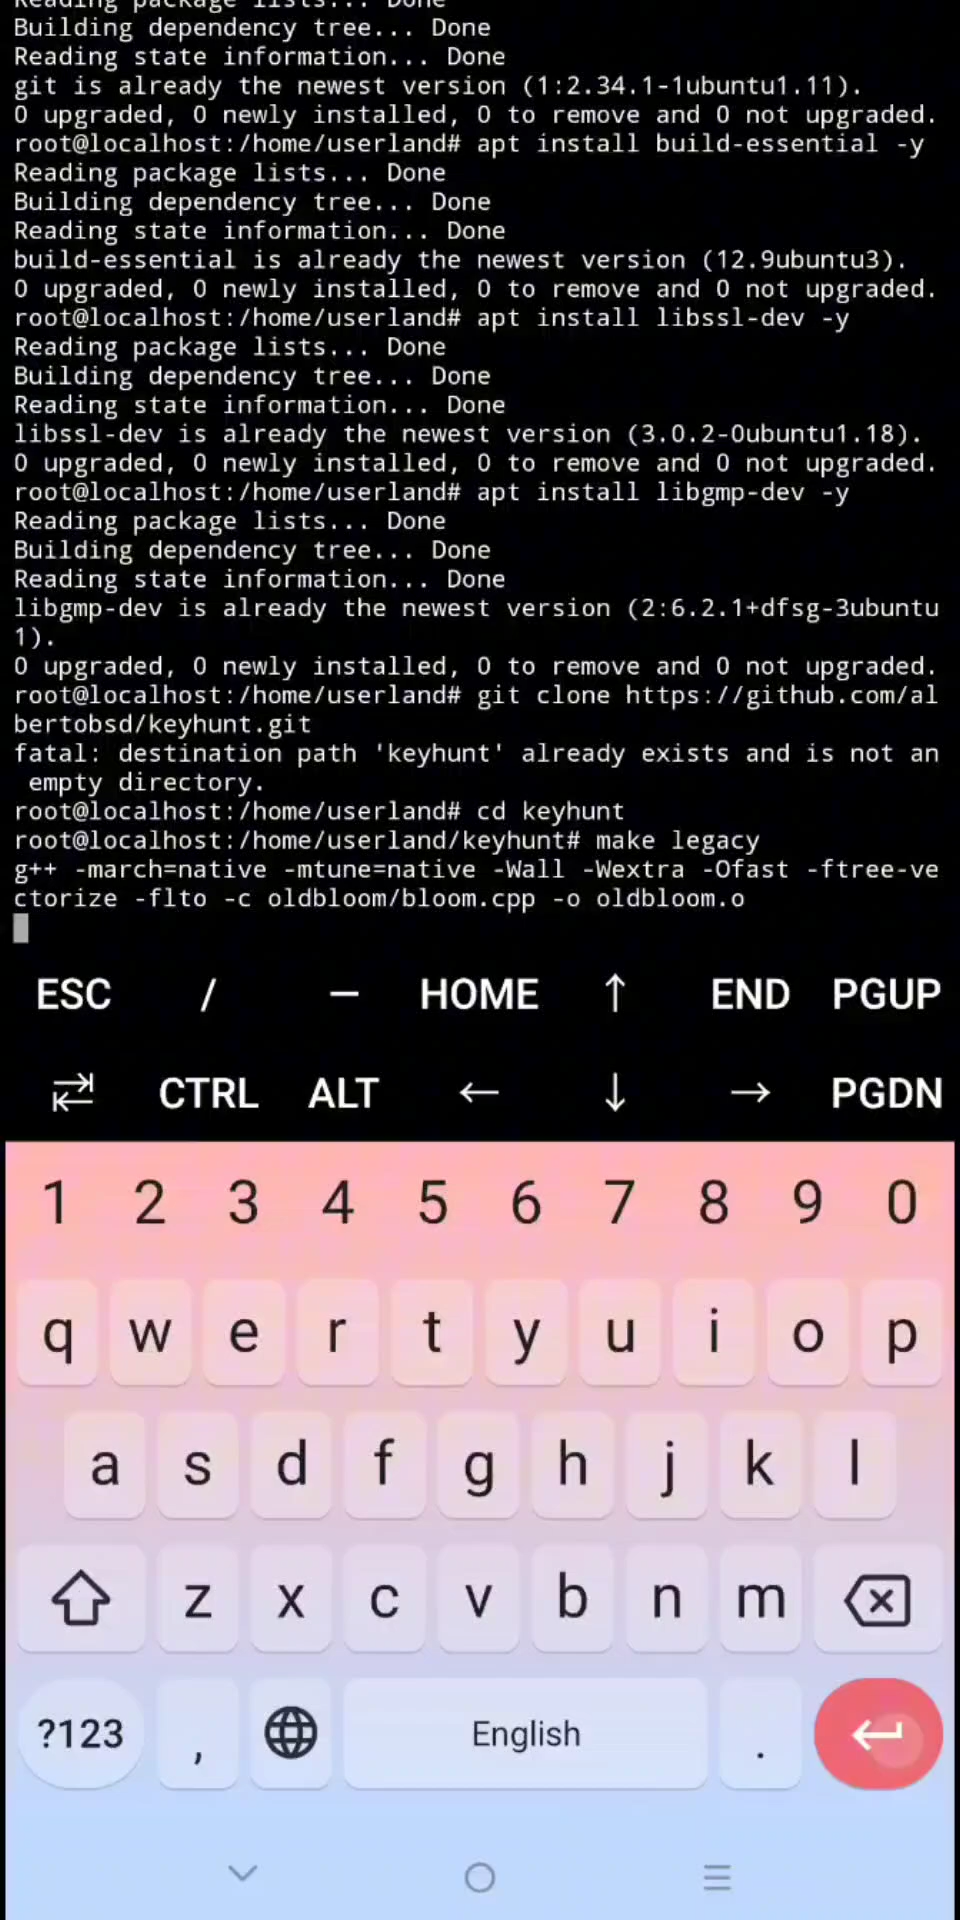 Reading package lists... Done
Building dependency tree... Done
Reading state information... Done
git is already the newest version (1:2.34.1-1ubuntu1.11).
0 upgraded, 0 newly installed, 0 to remove and 0 not upgraded.
root@localhost:/home/userland# apt install build-essential -y
Reading package lists... Done
Building dependency tree... Done
Reading state information... Done
build-essential is already the newest version (12.9ubuntu3).
0 upgraded, 0 newly installed, 0 to remove and 0 not upgraded.
root@localhost:/home/userland# apt install libssl-dev -y
Reading package lists... Done
Building dependency tree... Done
Reading state information... Done
libssl-dev is already the newest version (3.0.2-0ubuntu1.18).
0 upgraded, 0 newly installed, 0 to remove and 0 not upgraded.
root@localhost:/home/userland# apt install libgmp-dev -y
Reading package lists... Done
Building dependency tree... Done
Reading state information... Done
libgmp-dev is already the newest version (2:6.2.1+dfsg-3ubuntu
1).
0 upgraded, 0 newly installed, 0 to remove and 0 not upgraded.
root@localhost:/home/userland# git clone https://github.com/al
bertobsd/keyhunt.git
fatal: destination path 'keyhunt' already exists and is not an
 empty directory.
root@localhost:/home/userland# cd keyhunt
root@localhost:/home/userland/keyhunt# make legacy
g++ -march=native -mtune=native -Wall -Wextra -Ofast -ftree-ve
ctorize -flto -c oldbloom/bloom.cpp -o oldbloom.o
ESC / — HOME ↑ END PGUP
CTRL ALT ← ↓ → PGDN
1 2 3 4 5 6 7 8 9 0
q w e r t y u i o p
a s d f g h j k l
z x c v b n m
?123 , English .